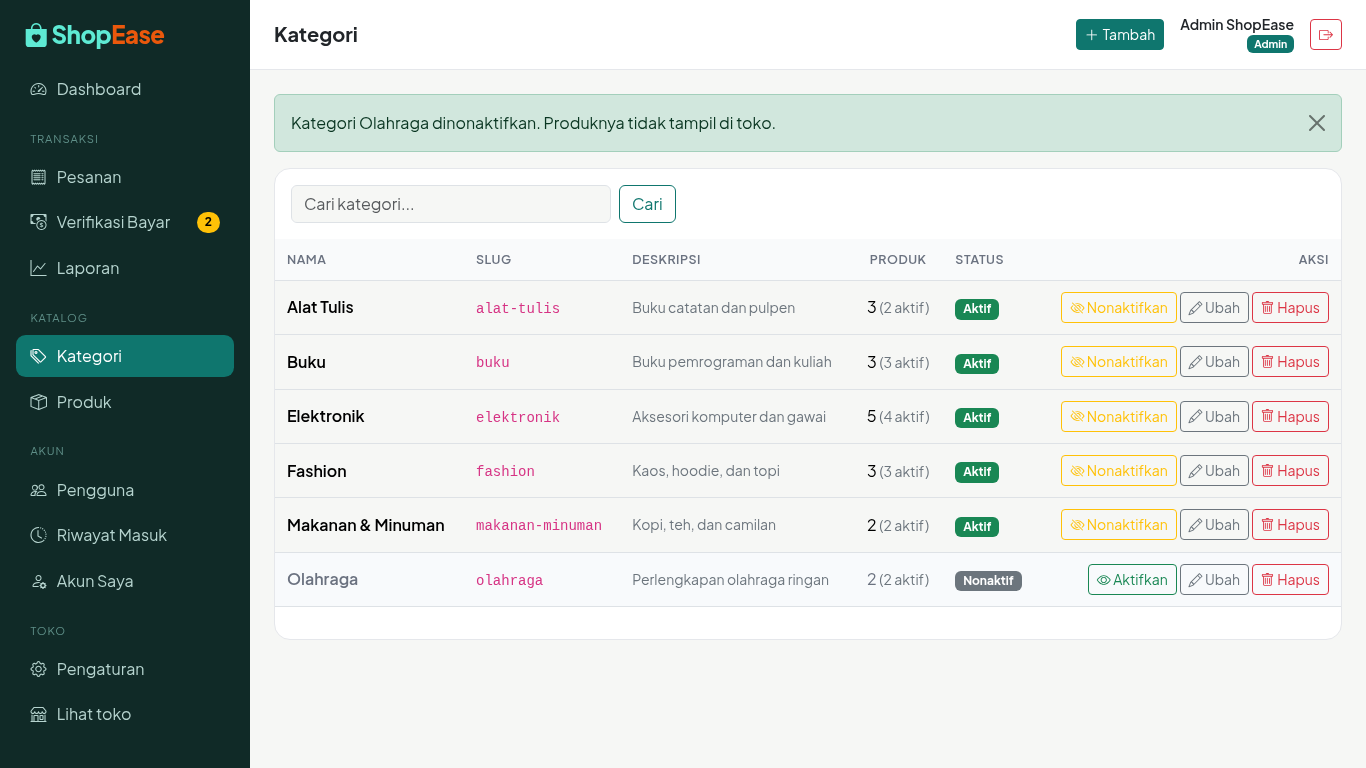 ShopEase
Dashboard
TRANSAKSI
Pesanan
Verifikasi Bayar 2
Laporan
KATALOG
Kategori
Produk
AKUN
Pengguna
Riwayat Masuk
Akun Saya
TOKO
Pengaturan
Lihat toko
Kategori
Tambah
Admin ShopEase
Admin
Kategori Olahraga dinonaktifkan. Produknya tidak tampil di toko.
Cari kategori...
Cari
NAMA SLUG DESKRIPSI PRODUK STATUS AKSI
Alat Tulis alat-tulis Buku catatan dan pulpen 3 (2 aktif) Aktif Nonaktifkan Ubah Hapus
Buku buku Buku pemrograman dan kuliah 3 (3 aktif) Aktif Nonaktifkan Ubah Hapus
Elektronik elektronik Aksesori komputer dan gawai 5 (4 aktif) Aktif Nonaktifkan Ubah Hapus
Fashion fashion Kaos, hoodie, dan topi 3 (3 aktif) Aktif Nonaktifkan Ubah Hapus
Makanan & Minuman makanan-minuman Kopi, teh, dan camilan 2 (2 aktif) Aktif Nonaktifkan Ubah Hapus
Olahraga olahraga Perlengkapan olahraga ringan 2 (2 aktif) Nonaktif Aktifkan Ubah Hapus